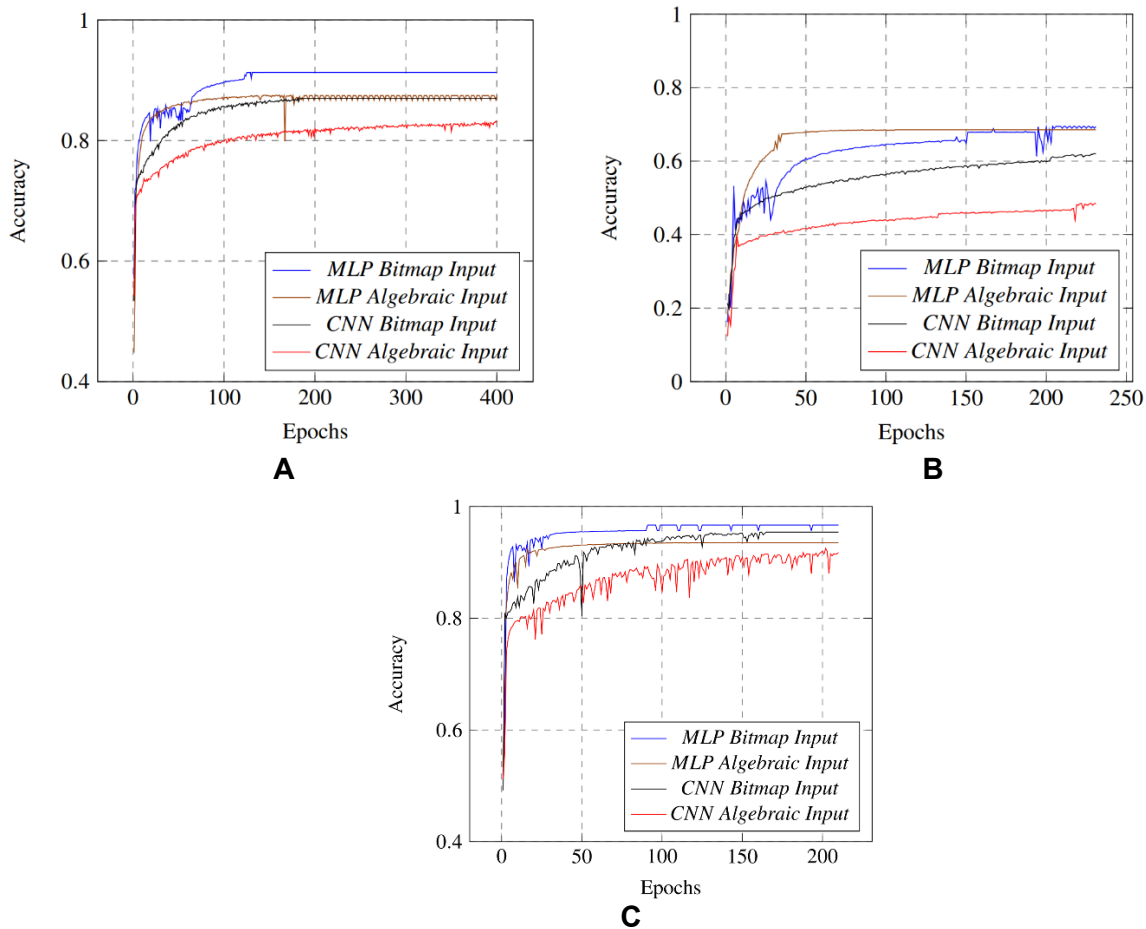 1
0.8
0.6
0.4
Accuracy
0 100 200 300 400
Epochs
MLP Bitmap Input
MLP Algebraic Input
CNN Bitmap Input
CNN Algebraic Input
A
1
0.8
0.6
0.4
0.2
0
Accuracy
0 50 100 150 200 250
Epochs
MLP Bitmap Input
MLP Algebraic Input
CNN Bitmap Input
CNN Algebraic Input
B
1
0.8
0.6
0.4
Accuracy
0 50 100 150 200
Epochs
MLP Bitmap Input
MLP Algebraic Input
CNN Bitmap Input
CNN Algebraic Input
C